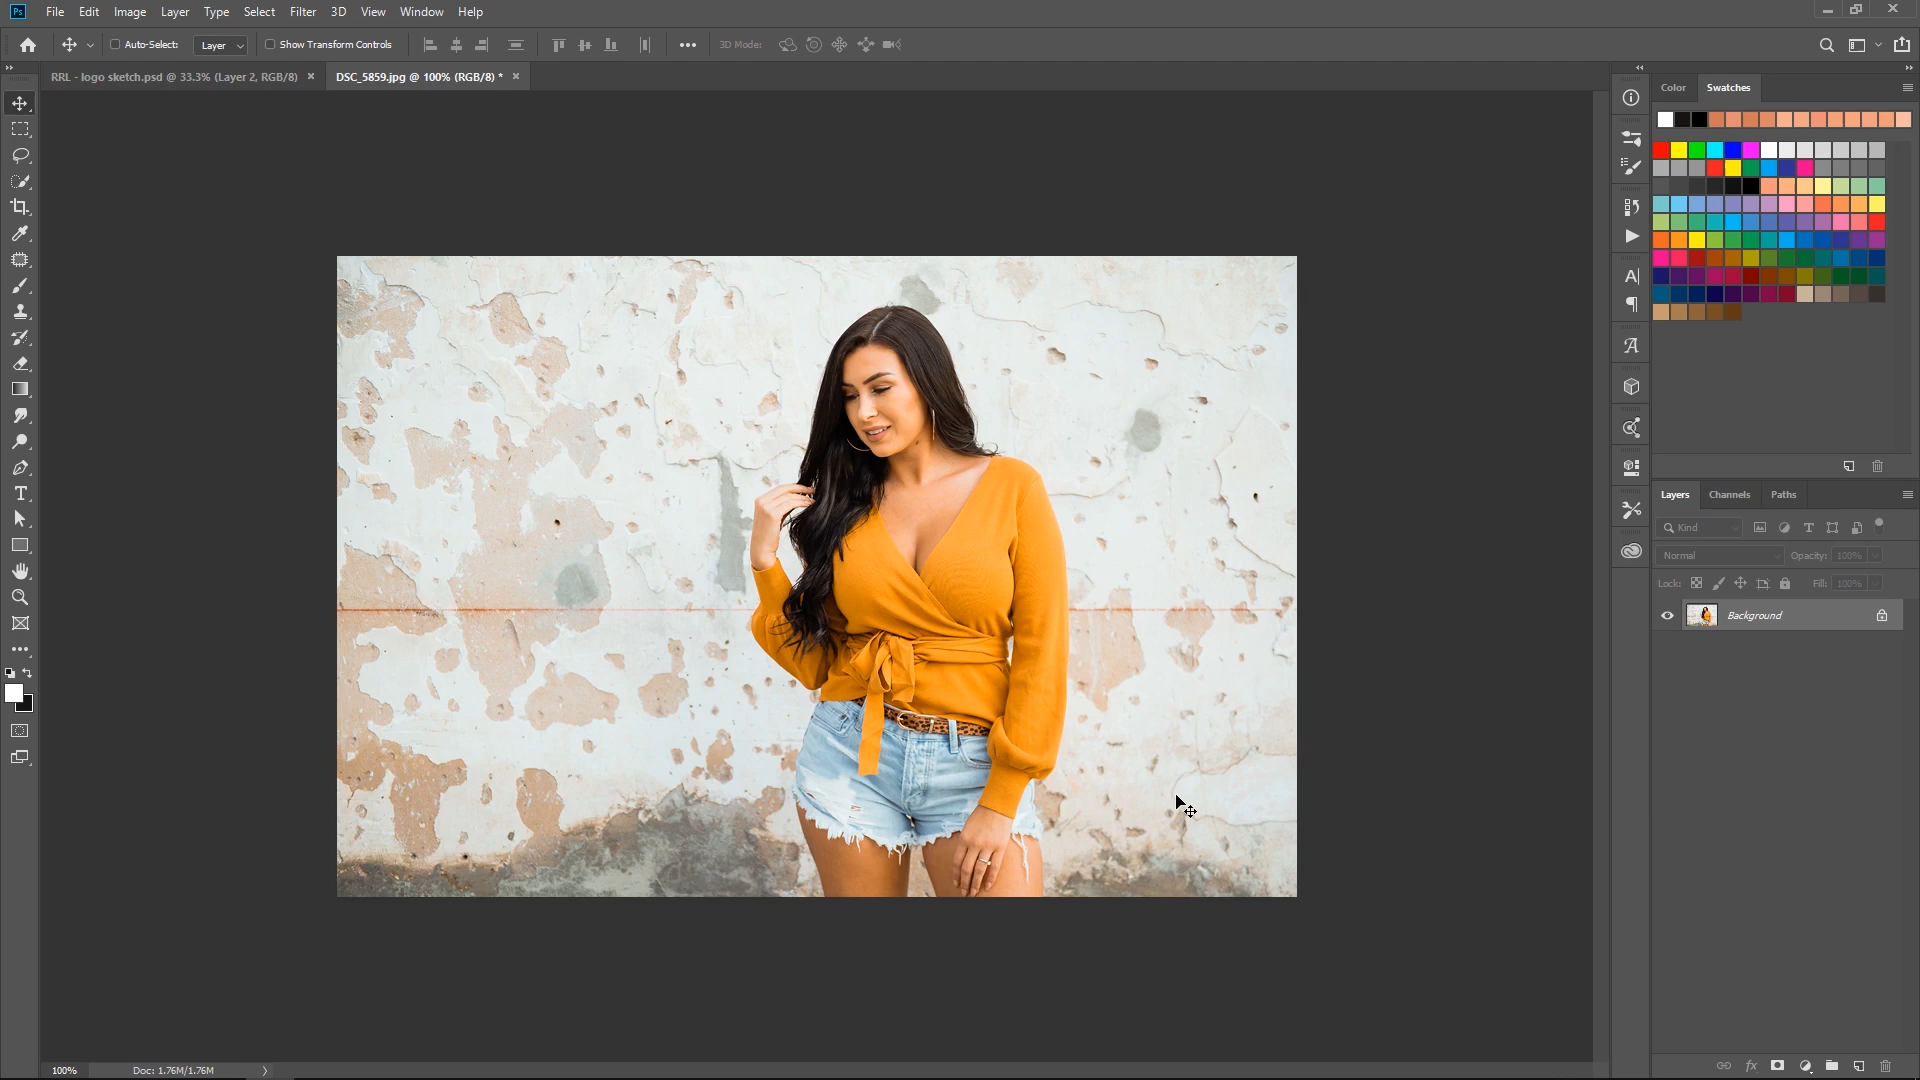 Ps File Edit Image Layer Type Select Filter 3D View Window Help
Auto-Select: Layer Show Transform Controls 3D Mode:
RRL - logo sketch.psd @ 33.3% (Layer 2, RGB/8) × DSC_5859.jpg @ 100% (RGB/8) * ×
Color Swatches
Layers Channels Paths
Kind
Normal Opacity: 100%
Lock: Fill: 100%
Background
fx
100% Doc: 1.76M/1.76M